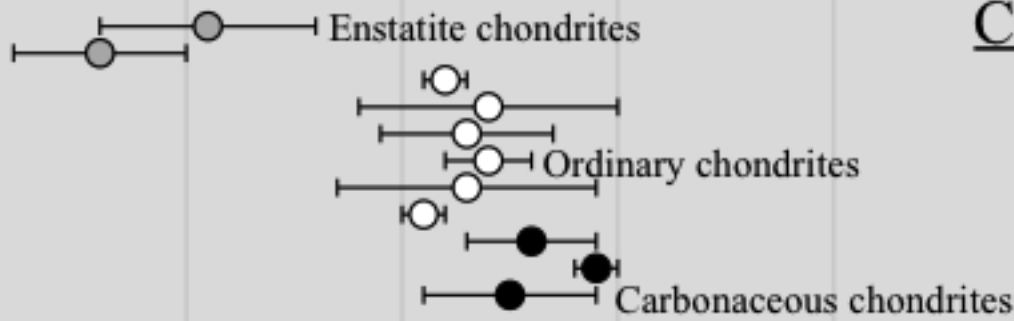 Enstatite chondrites
C
Ordinary chondrites
Carbonaceous chondrites